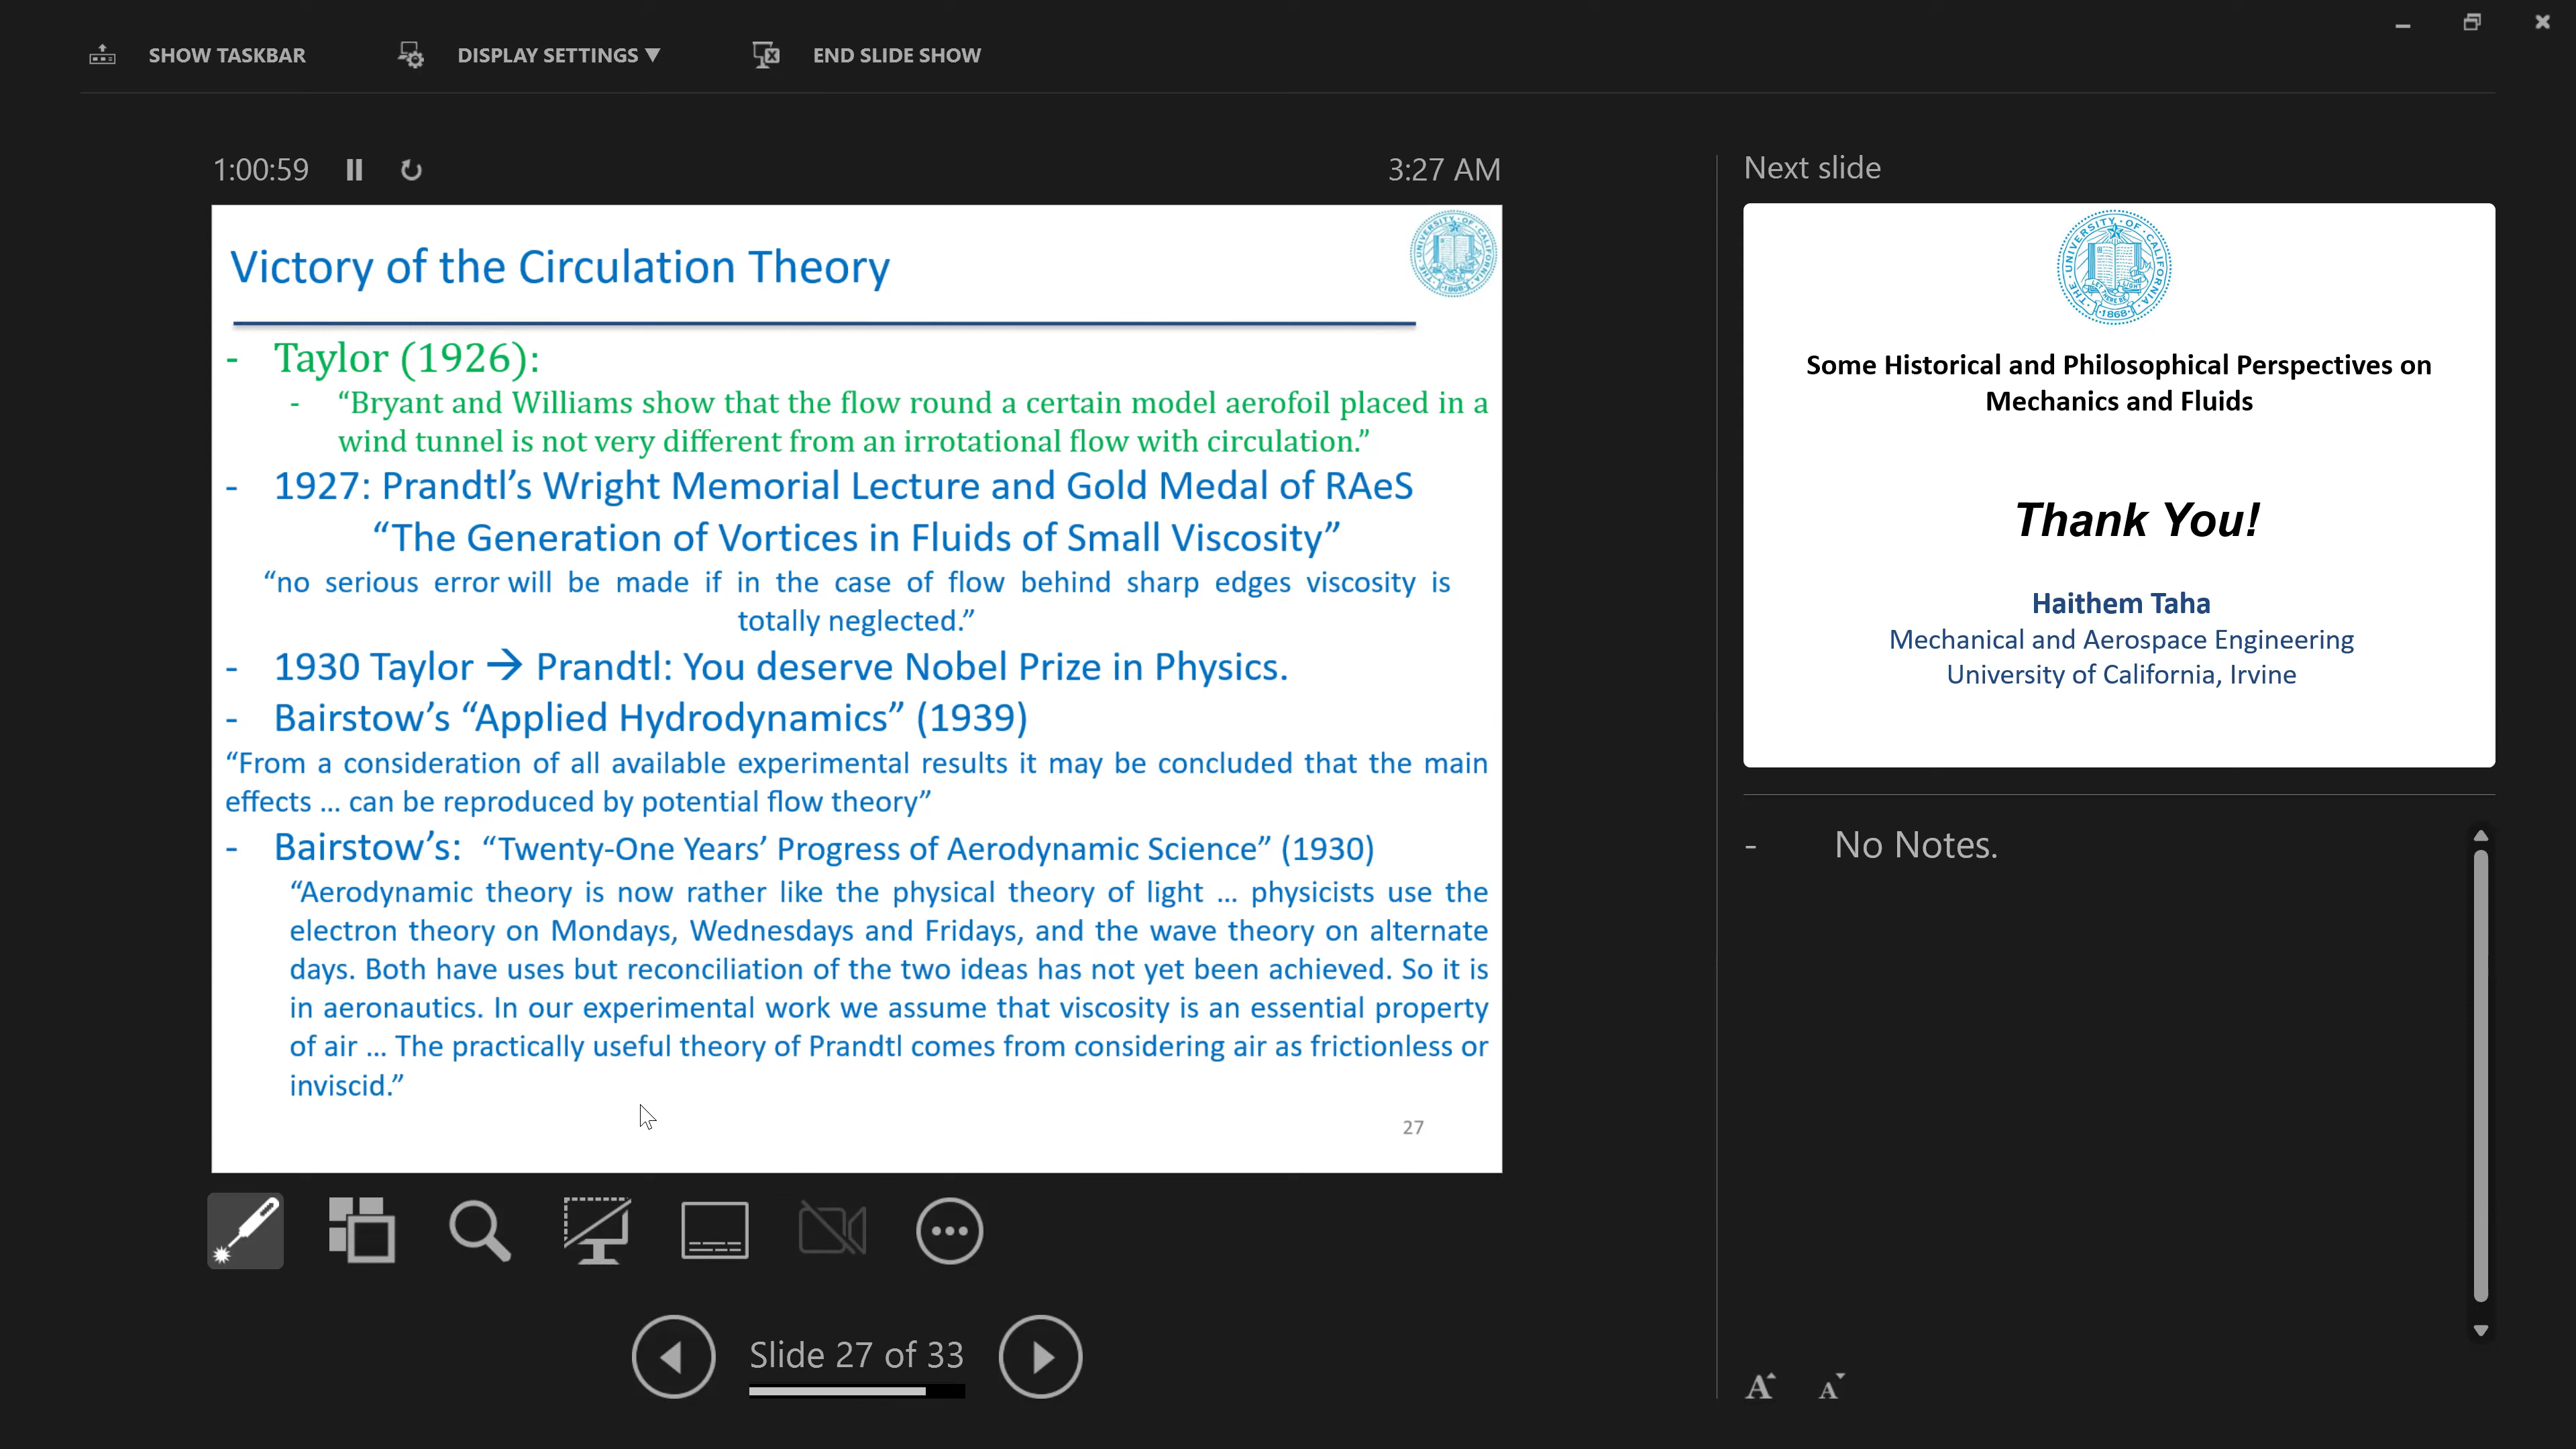 SHOW TASKBAR
DISPLAY SETTINGS ▼
END SLIDE SHOW
1:00:59
3:27 AM
Victory of the Circulation Theory
- Taylor (1926):
- “Bryant and Williams show that the flow round a certain model aerofoil placed in a
wind tunnel is not very different from an irrotational flow with circulation.”
- 1927: Prandtl’s Wright Memorial Lecture and Gold Medal of RAeS
“The Generation of Vortices in Fluids of Small Viscosity”
“no serious error will be made if in the case of flow behind sharp edges viscosity is
totally neglected.”
- 1930 Taylor → Prandtl: You deserve Nobel Prize in Physics.
- Bairstow’s “Applied Hydrodynamics” (1939)
“From a consideration of all available experimental results it may be concluded that the main
effects ... can be reproduced by potential flow theory”
- Bairstow’s: “Twenty-One Years’ Progress of Aerodynamic Science” (1930)
“Aerodynamic theory is now rather like the physical theory of light ... physicists use the
electron theory on Mondays, Wednesdays and Fridays, and the wave theory on alternate
days. Both have uses but reconciliation of the two ideas has not yet been achieved. So it is
in aeronautics. In our experimental work we assume that viscosity is an essential property
of air ... The practically useful theory of Prandtl comes from considering air as frictionless or
inviscid.”
27
Slide 27 of 33
Next slide
THE UNIVERSITY OF CALIFORNIA
LET THERE BE LIGHT
1868
Some Historical and Philosophical Perspectives on
Mechanics and Fluids
Thank You!
Haithem Taha
Mechanical and Aerospace Engineering
University of California, Irvine
- No Notes.
A A